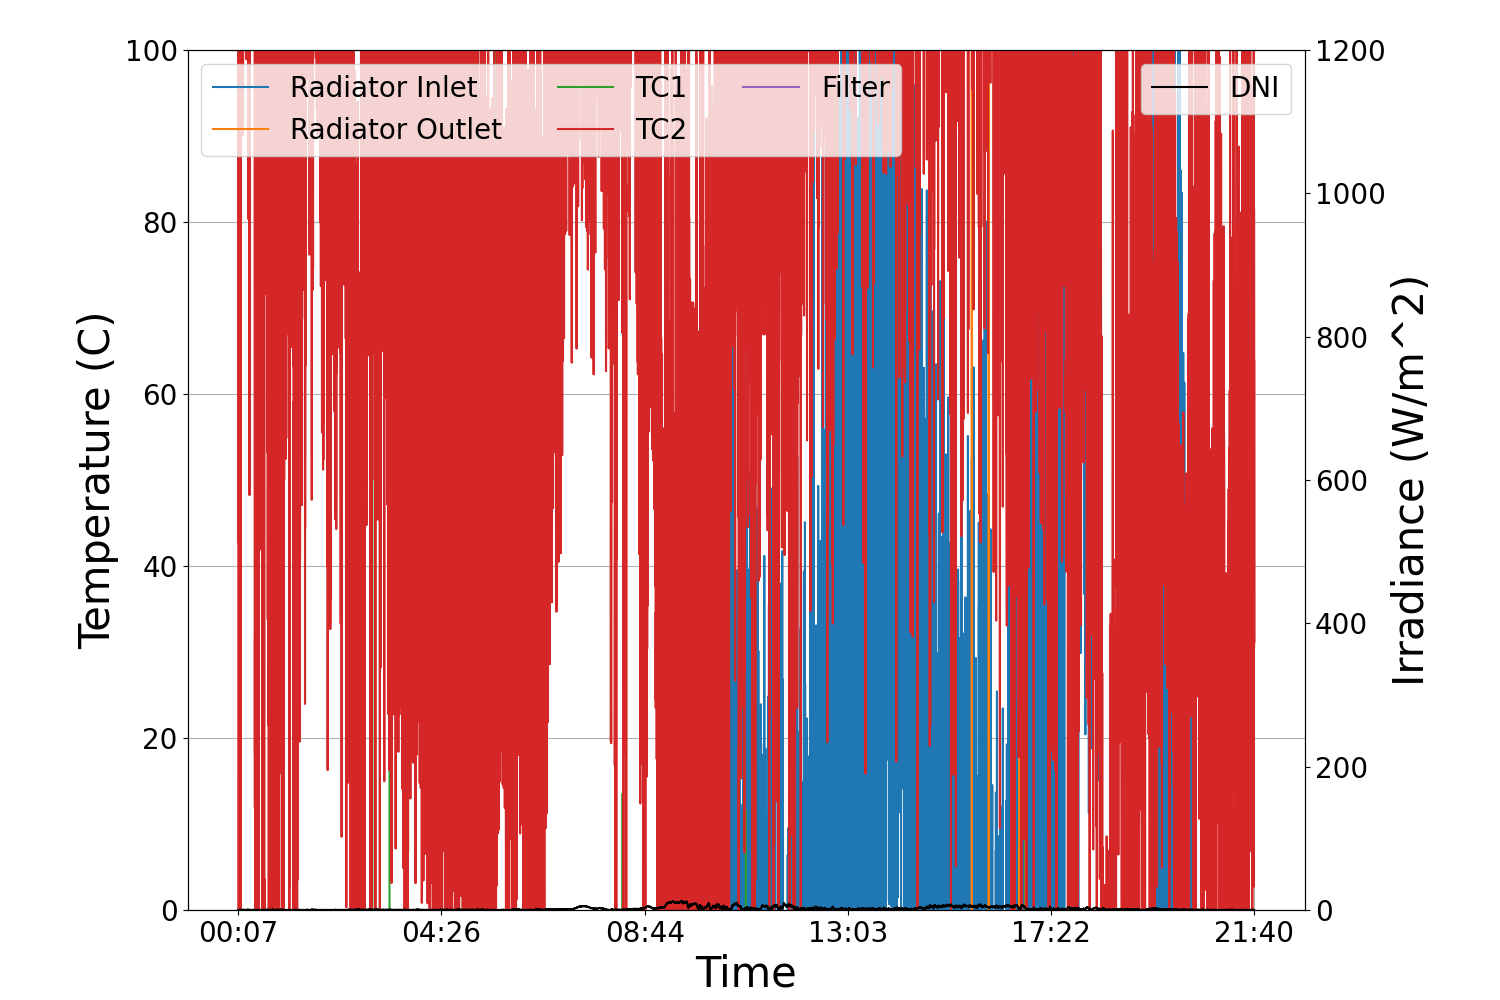 100
80
60
40
20
0
Temperature (C)
Radiator Inlet
Radiator Outlet
TC1
TC2
Filter
DNI
1200
1000
800
600
400
200
0
Irradiance (W/m^2)
00:07
04:26
08:44
13:03
17:22
21:40
Time